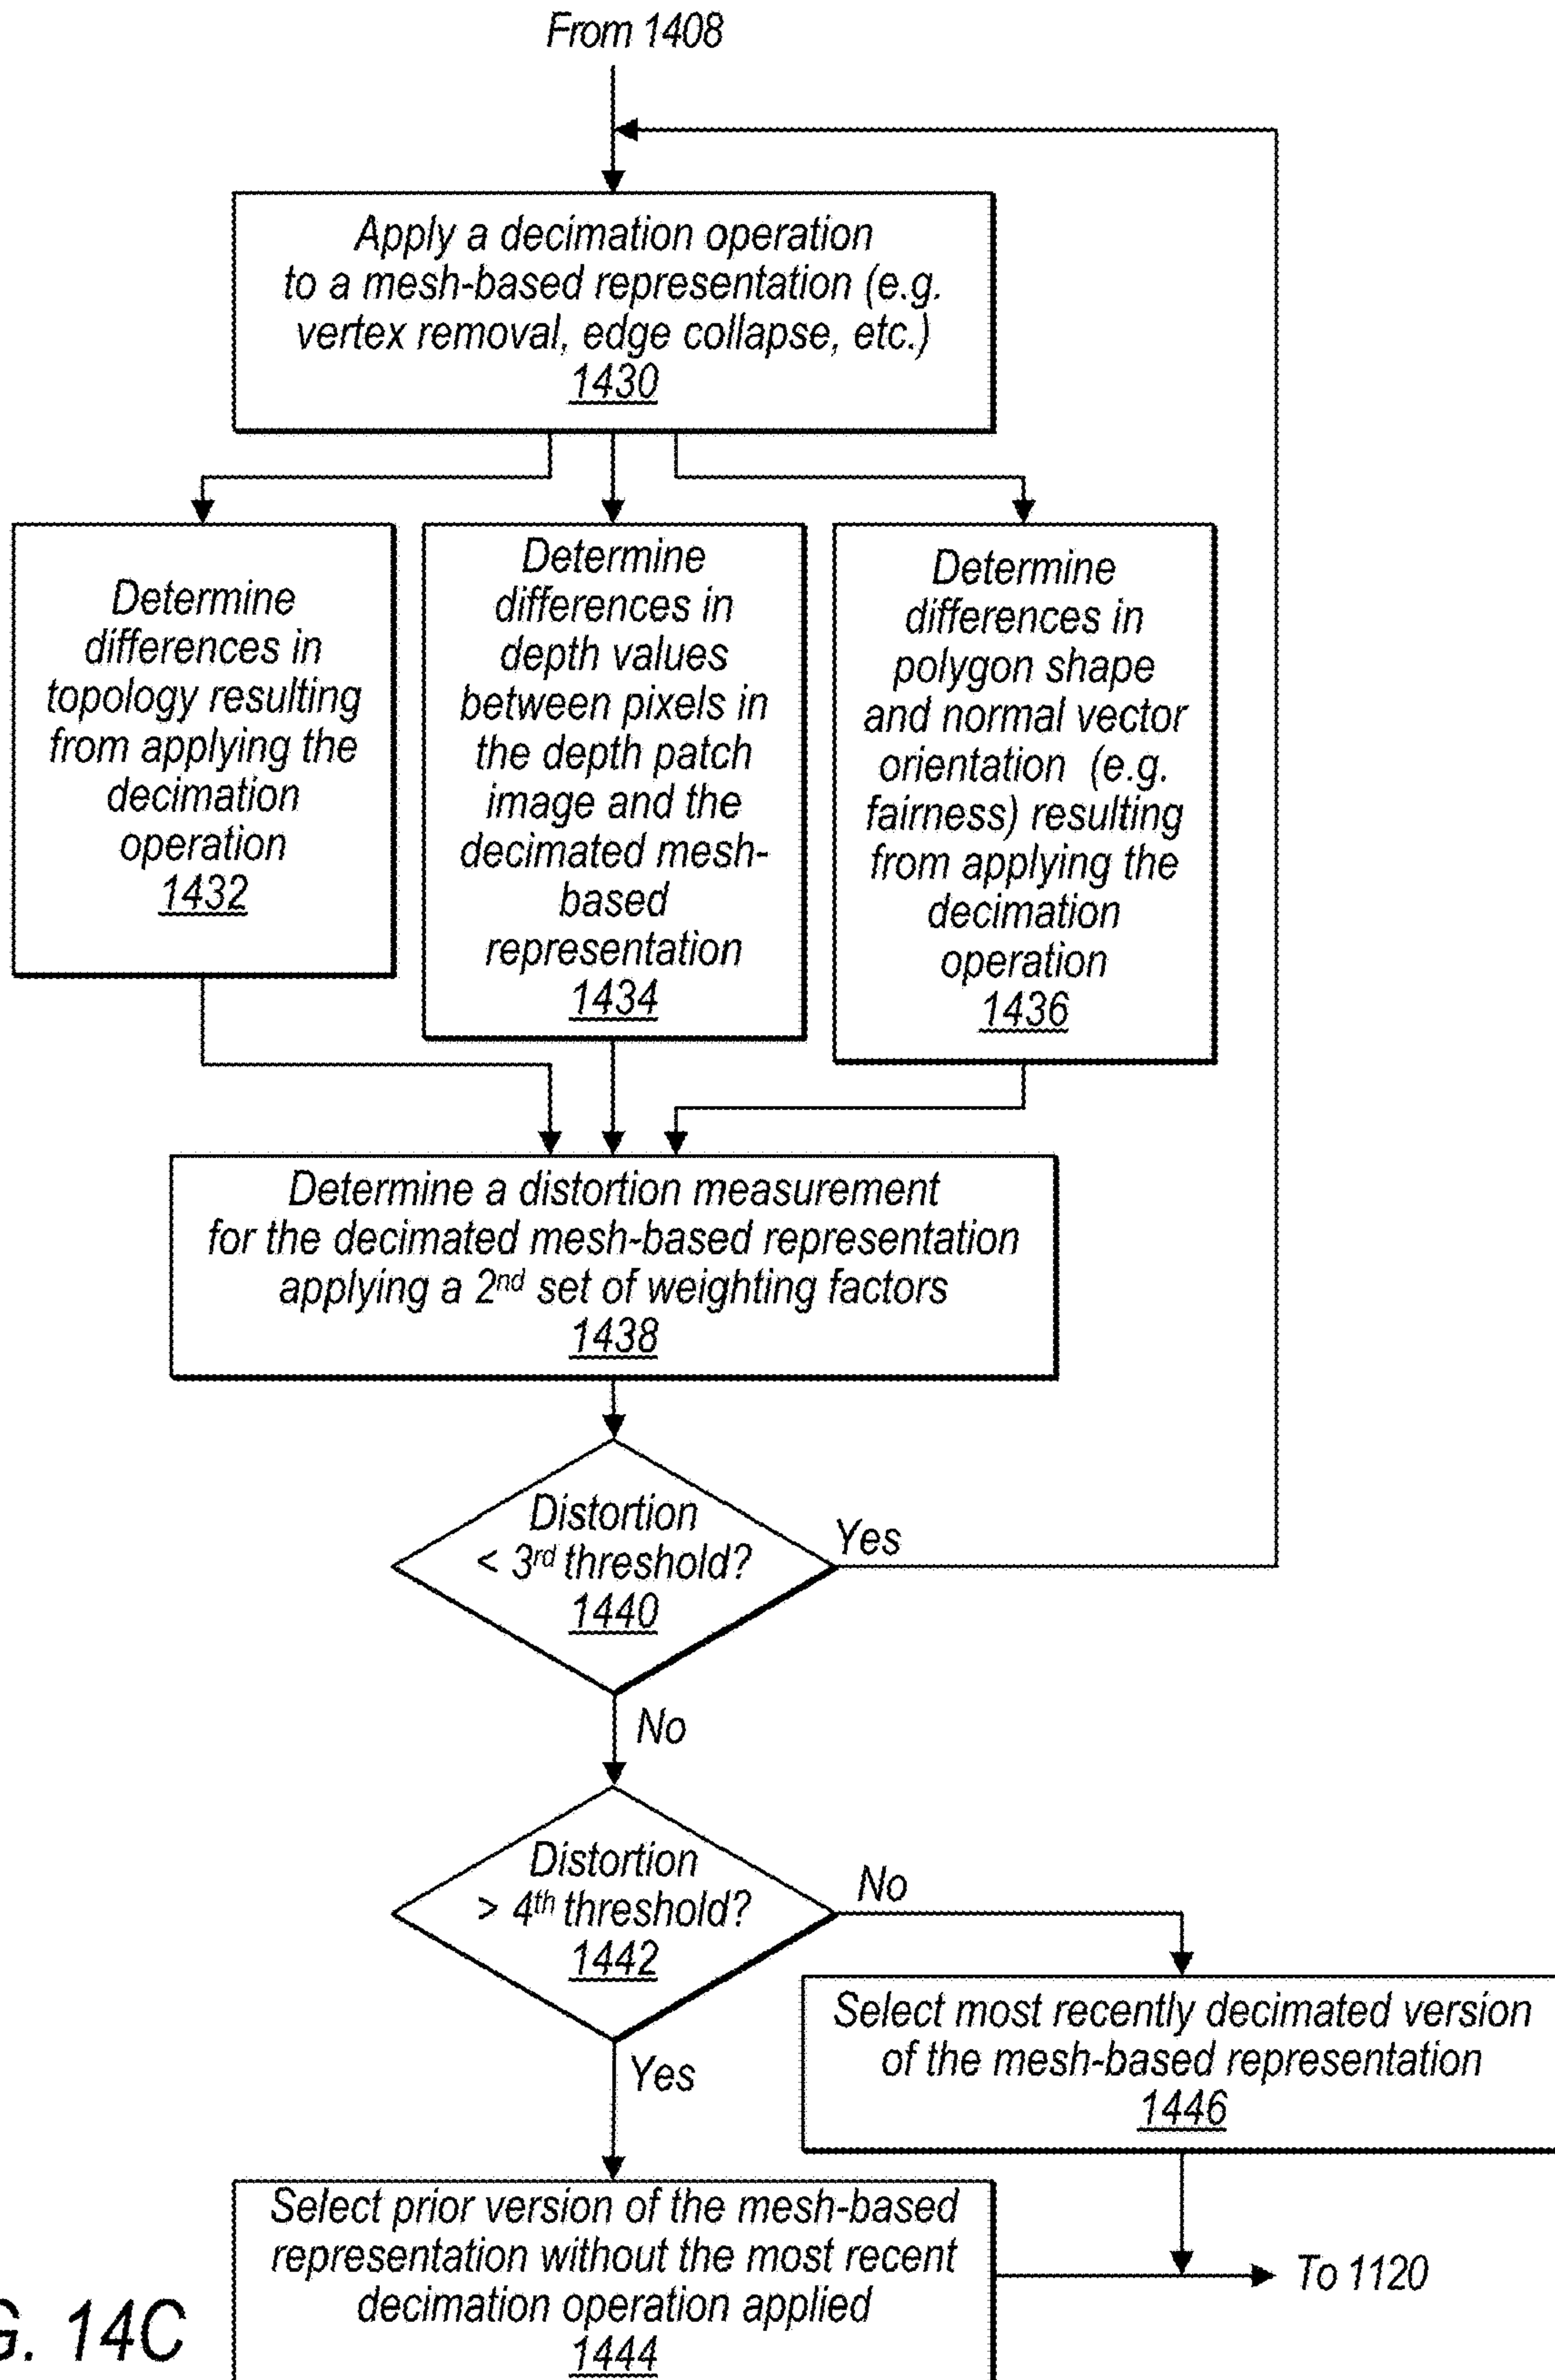 From 1408
Apply a decimation operation
to a mesh-based representation (e.g.
vertex removal, edge collapse, etc.)
1430
Determine
differences in
topology resulting
from applying the
decimation
operation
1432
Determine
differences in
depth values
between pixels in
the depth patch
image and the
decimated mesh-
based
representation
1434
Determine
differences in
polygon shape
and normal vector
orientation (e.g.
fairness) resulting
from applying the
decimation
operation
1436
Determine a distortion measurement
for the decimated mesh-based representation
applying a 2nd set of weighting factors
1438
Distortion
< 3rd threshold?
1440
Yes
No
Distortion
> 4th threshold?
1442
No
Yes
Select most recently decimated version
of the mesh-based representation
1446
Select prior version of the mesh-based
representation without the most recent
decimation operation applied
1444
To 1120
G. 14C